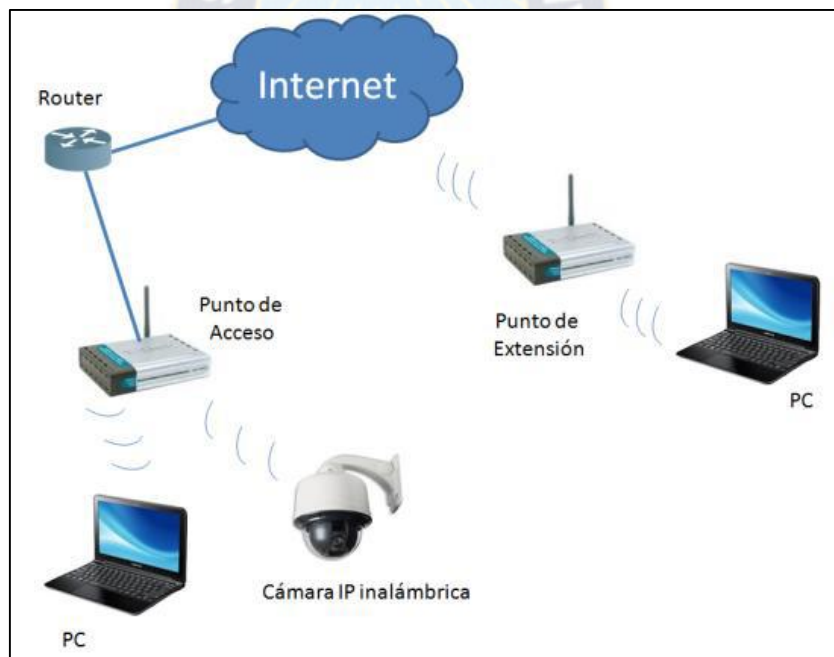 Internet
Router
Punto de
Acceso
Punto de
Extensión
PC
Cámara IP inalámbrica
PC